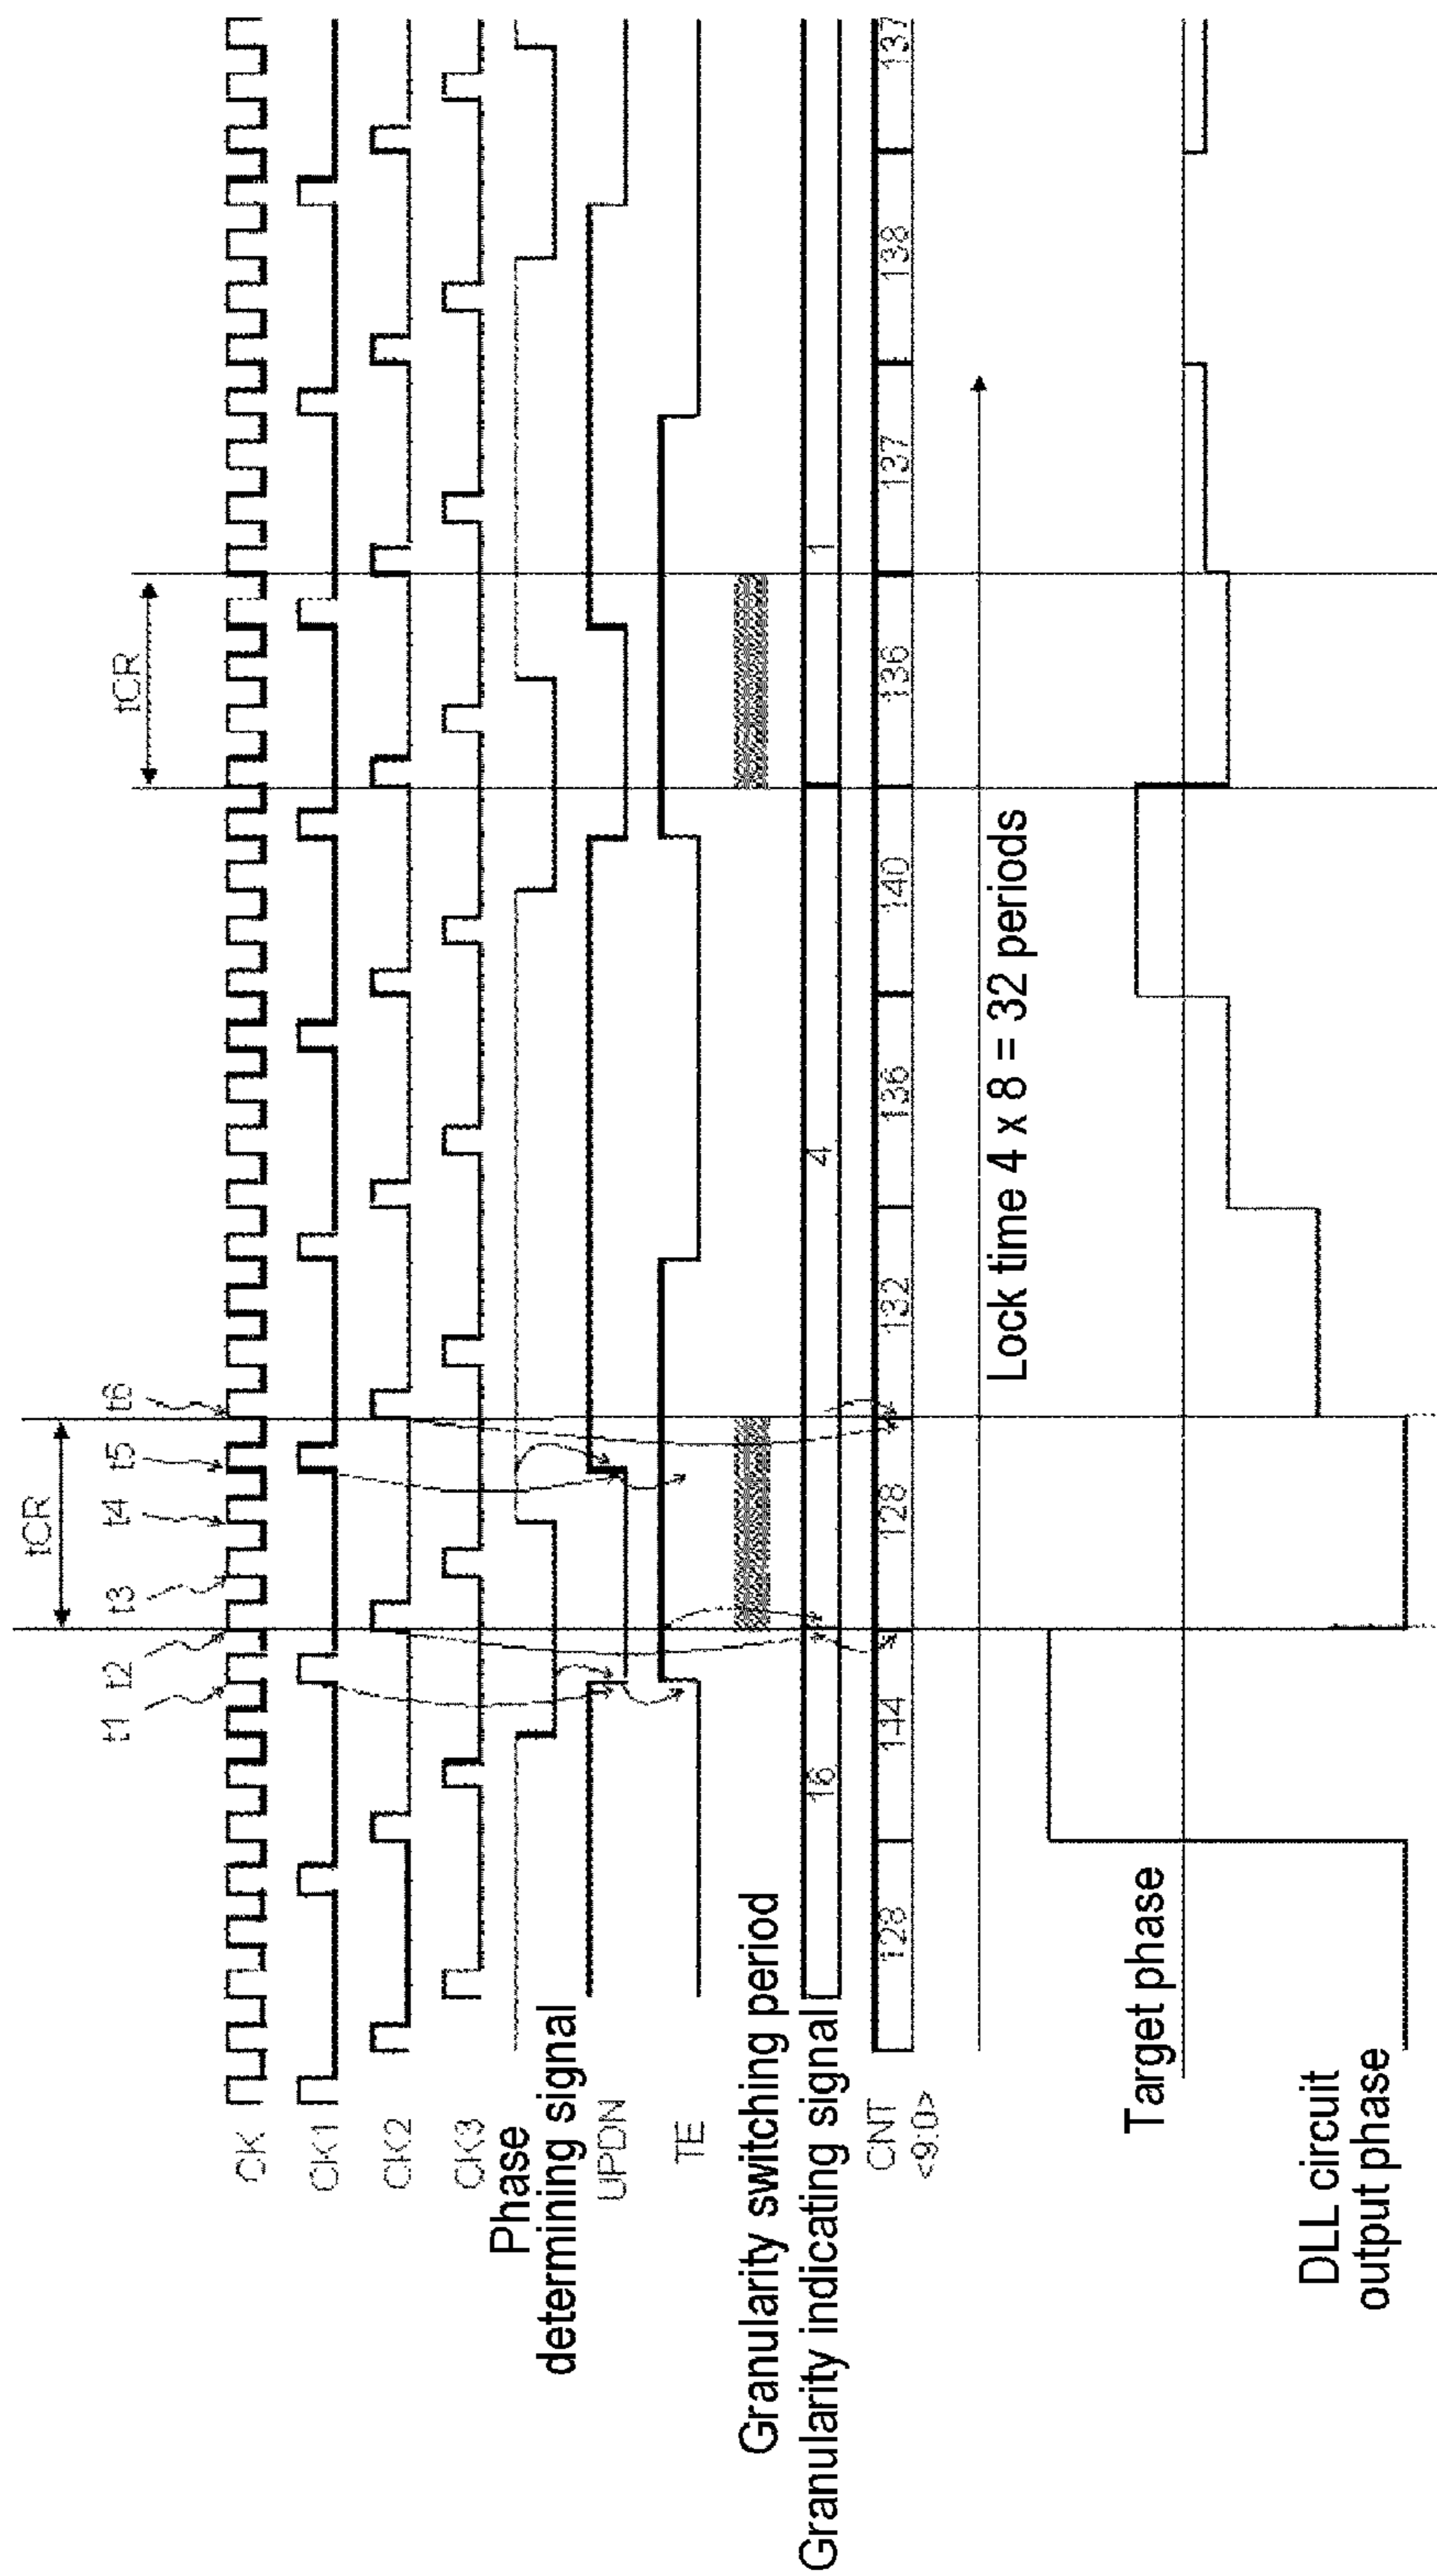 tCR
tCR
t1 t2 t3 t4 t5 t6
CK
CK1
CK2
CK3
Phase
determining signal
UPDN
TE
Granularity switching period
Granularity indicating signal
16 4 1
CNT
<9:0>
128 144 128 132 136 140 136 137 138 137
Lock time 4 x 8 = 32 periods
Target phase
DLL circuit
output phase